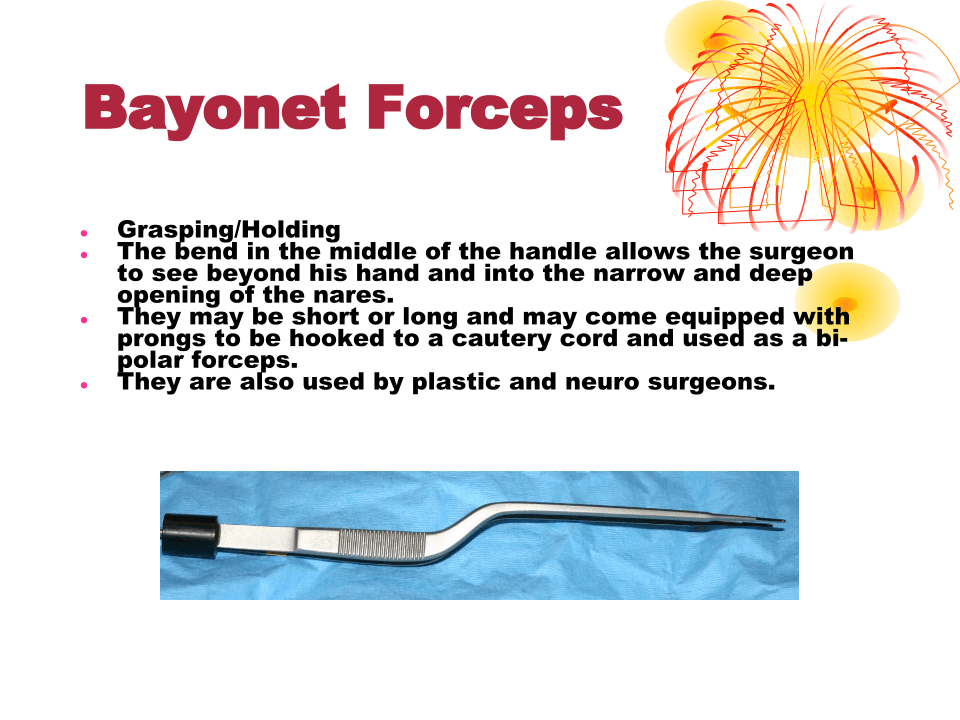 Bayonet Forceps
Grasping/Holding
The bend in the middle of the handle allows the surgeon
to see beyond his hand and into the narrow and deep
opening of the nares.
They may be short or long and may come equipped with
prongs to be hooked to a cautery cord and used as a bi-
polar forceps.
They are also used by plastic and neuro surgeons.